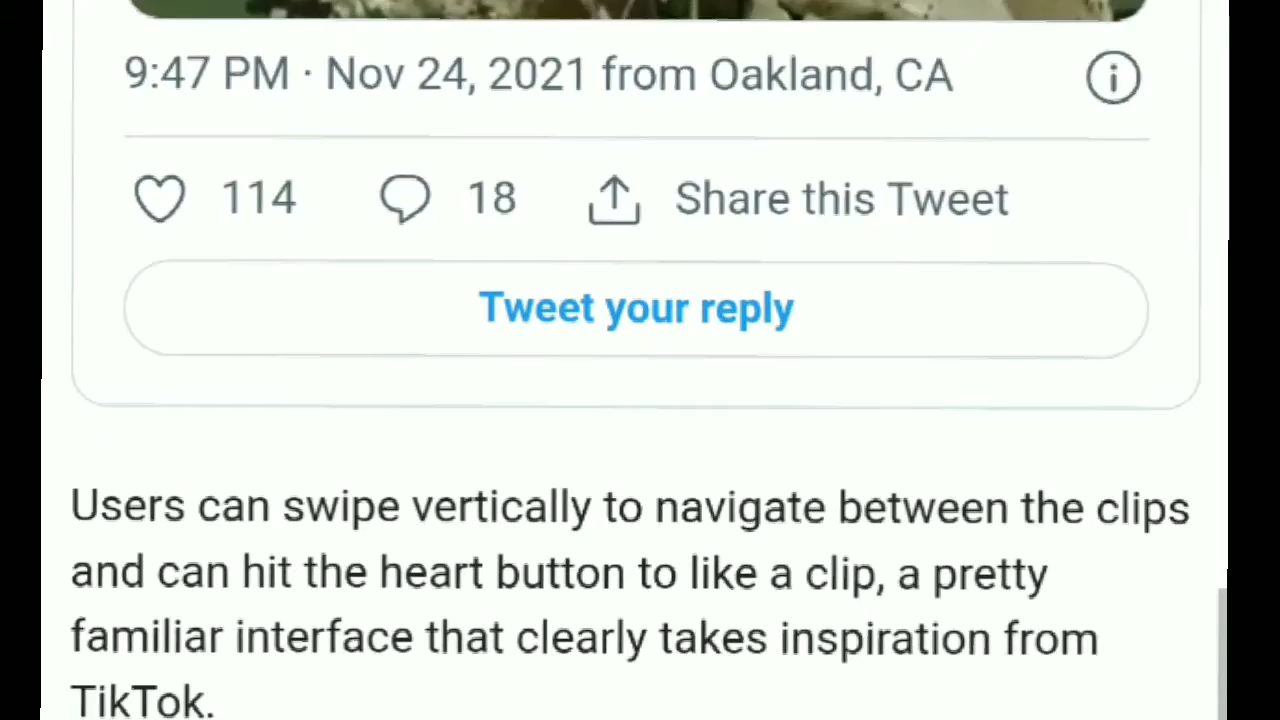 9:47 PM · Nov 24, 2021 from Oakland, CA
114 18 Share this Tweet
Tweet your reply
Users can swipe vertically to navigate between the clips
and can hit the heart button to like a clip, a pretty
familiar interface that clearly takes inspiration from
TikTok.